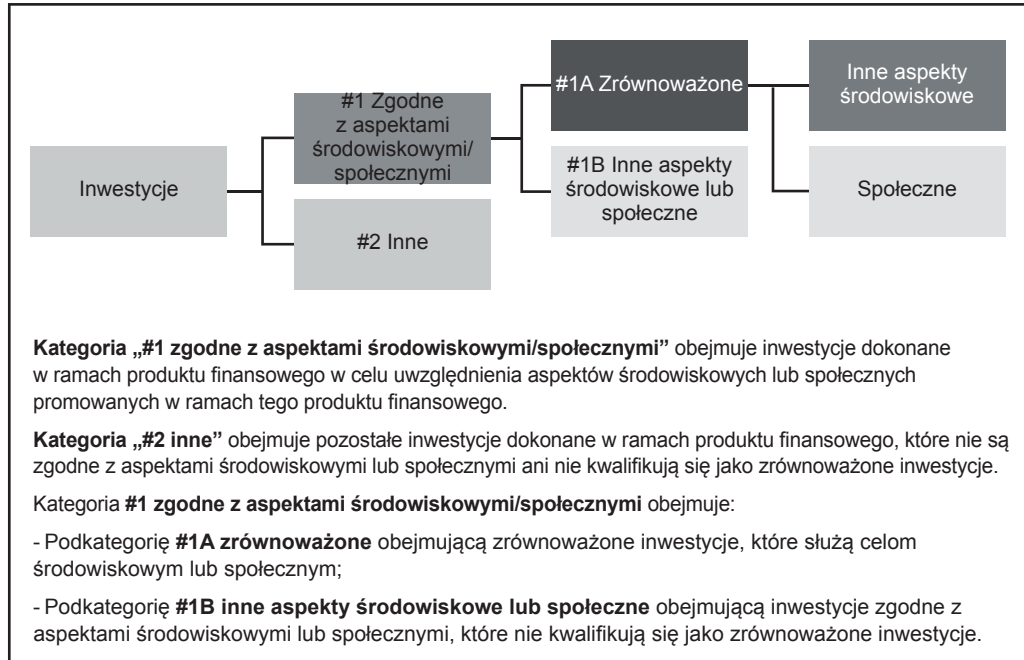 Inwestycje
#1 Zgodne
z aspektami
środowiskowymi/
społecznymi
#2 Inne
#1A Zrównoważone
#1B Inne aspekty
środowiskowe lub
społeczne
Inne aspekty
środowiskowe
Społeczne
Kategoria „#1 zgodne z aspektami środowiskowymi/społecznymi” obejmuje inwestycje dokonane
w ramach produktu finansowego w celu uwzględnienia aspektów środowiskowych lub społecznych
promowanych w ramach tego produktu finansowego.
Kategoria „#2 inne” obejmuje pozostałe inwestycje dokonane w ramach produktu finansowego, które nie są
zgodne z aspektami środowiskowymi lub społecznymi ani nie kwalifikują się jako zrównoważone inwestycje.
Kategoria #1 zgodne z aspektami środowiskowymi/społecznymi obejmuje:
- Podkategorię #1A zrównoważone obejmującą zrównoważone inwestycje, które służą celom
środowiskowym lub społecznym;
- Podkategorię #1B inne aspekty środowiskowe lub społeczne obejmującą inwestycje zgodne z
aspektami środowiskowymi lub społecznymi, które nie kwalifikują się jako zrównoważone inwestycje.